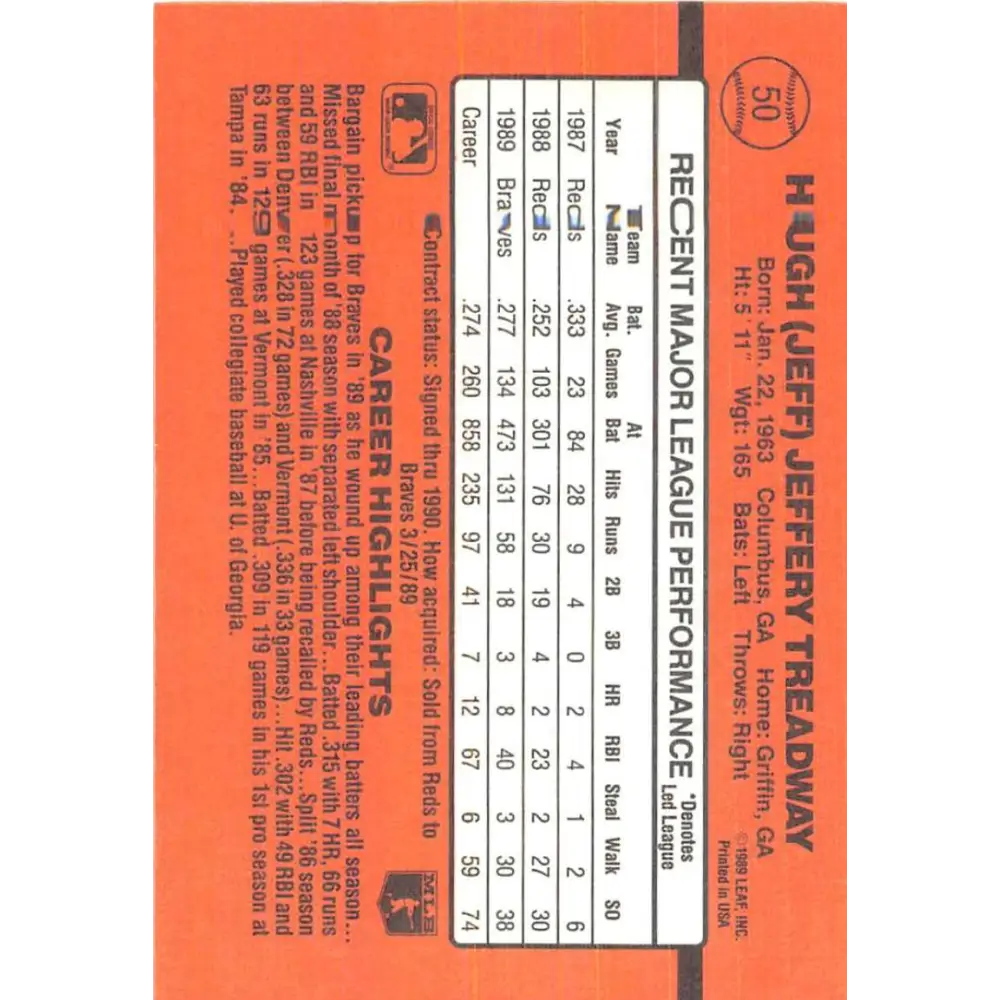 50
HUGH (JEFF) JEFFERY TREADWAY
Born: Jan. 22, 1963 Columbus, GA Home: Griffin, GA
Ht: 5' 11" Wgt: 165 Bats: Left Throws: Right
© 1989 LEAF, INC.
Printed in USA
RECENT MAJOR LEAGUE PERFORMANCE *Denotes Led League
Year Team Name Bat. Avg. Games At Bat Hits Runs 2B 3B HR RBI Steal Walk SO
1987 Reds .333 23 84 28 9 4 0 2 4 1 2 6
1988 Reds .252 103 301 76 30 19 4 2 23 2 27 30
1989 Braves .277 134 473 131 58 18 3 8 40 3 30 38
Career .274 260 858 235 97 41 7 12 67 6 59 74
Contract status: Signed thru 1990. How acquired: Sold from Reds to
Braves 3/25/89
MLB
CAREER HIGHLIGHTS
Bargain pickup for Braves in '89 as he wound up among their leading batters all season...
Missed final month of '88 season with separated left shoulder...Batted .315 with 7 HR, 66 runs
and 59 RBI in 123 games at Nashville in '87 before being recalled by Reds...Split '86 season
between Denver (.328 in 72 games) and Vermont (.336 in 33 games)...Hit .302 with 49 RBI and
63 runs in 129 games at Vermont in '85...Batted .309 in 119 games in his 1st pro season at
Tampa in '84. ...Played collegiate baseball at U. of Georgia.